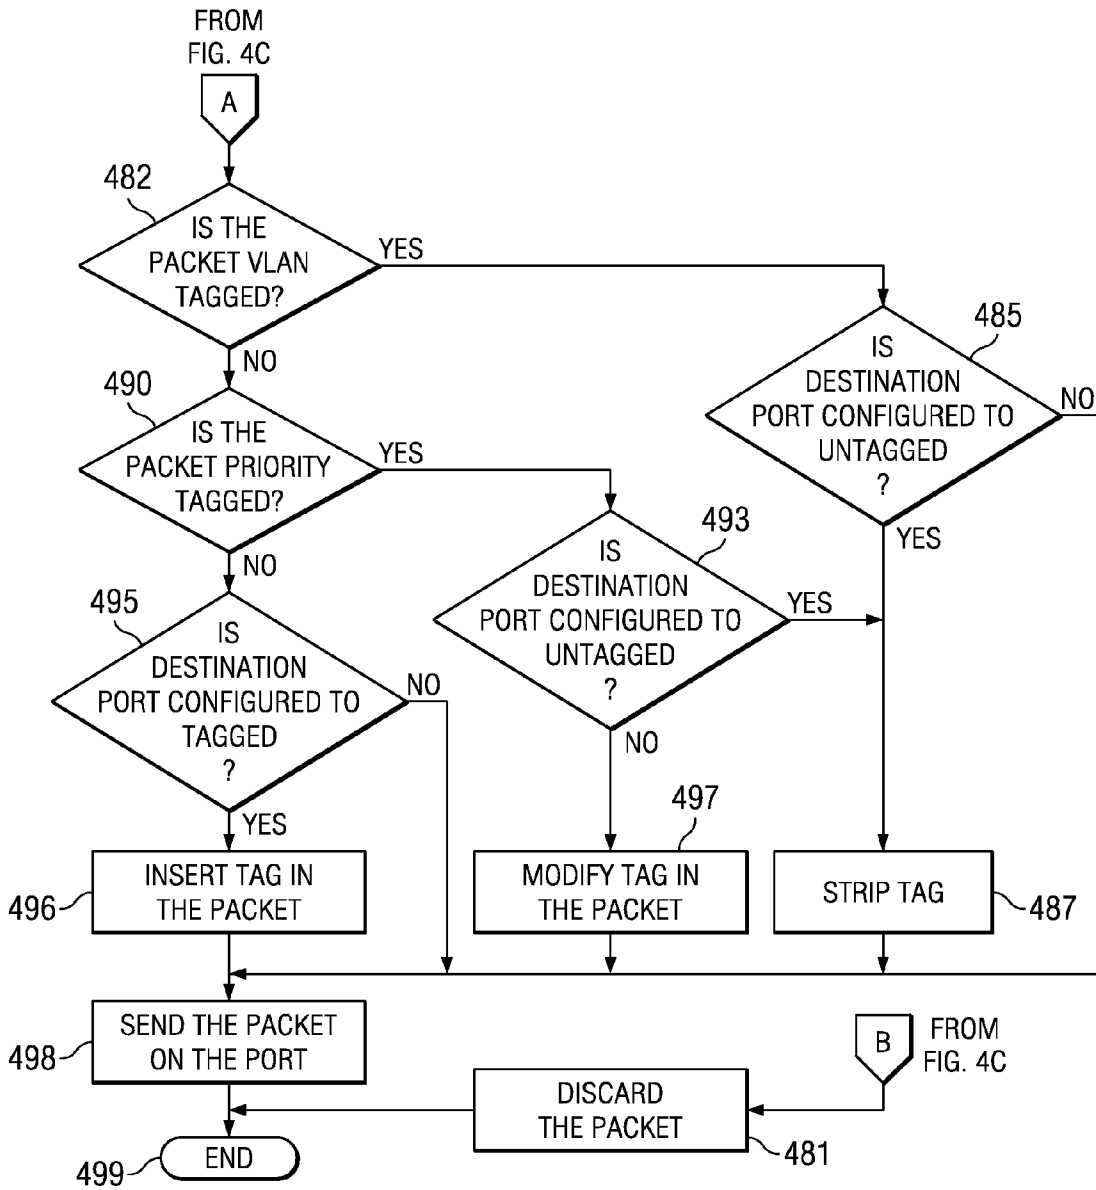 FROM
FIG. 4C
A
482
IS THE
PACKET VLAN
TAGGED?
YES
NO
485
IS
DESTINATION
PORT CONFIGURED TO
UNTAGGED
?
NO
YES
490
IS THE
PACKET PRIORITY
TAGGED?
YES
NO
493
IS
DESTINATION
PORT CONFIGURED TO
UNTAGGED
?
YES
NO
495
IS
DESTINATION
PORT CONFIGURED TO
TAGGED
?
NO
YES
496
INSERT TAG IN
THE PACKET
497
MODIFY TAG IN
THE PACKET
STRIP TAG
487
498
SEND THE PACKET
ON THE PORT
B
FROM
FIG. 4C
DISCARD
THE PACKET
481
499
END